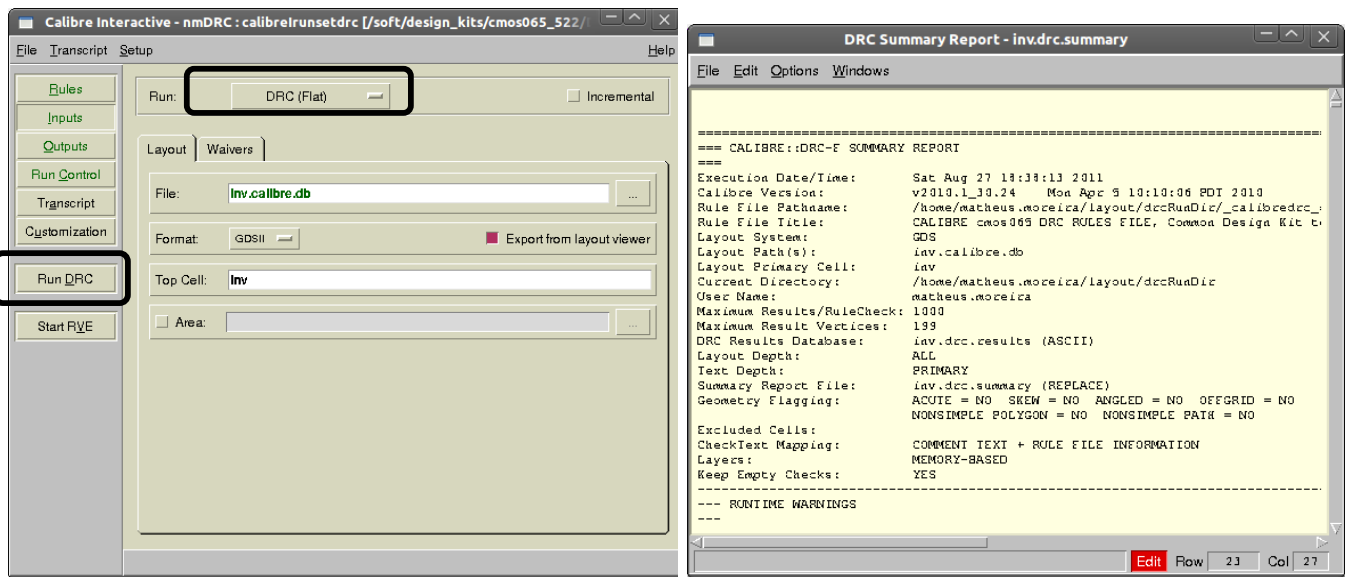 Calibre Interactive - nmDRC : calibreIrunsetdrc [/soft/design_kits/cmos065_522/
File Transcript Setup Help
Rules
Inputs
Outputs
Run Control
Transcript
Customization
Run DRC
Start RVE
Run: DRC (Flat) Incremental
Layout Waivers
File: inv.calibre.db ...
Format: GDSII Export from layout viewer
Top Cell: inv
Area: ...
DRC Summary Report - inv.drc.summary
File Edit Options Windows
==================================================================================
=== CALIBRE::DRC-F SUMMARY REPORT
===
Execution Date/Time: Sat Aug 27 18:38:13 2011
Calibre Version: v2010.1_30.24 Mon Apr 5 10:10:06 PDT 2010
Rule File Pathname: /home/matheus.moreira/layout/drcRunDir/_calibredrc_
Rule File Title: CALIBRE cmos065 DRC RULES FILE, Common Design Kit
Layout System: GDS
Layout Path(s): inv.calibre.db
Layout Primary Cell: inv
Current Directory: /home/matheus.moreira/layout/drcRunDir
User Name: matheus.moreira
Maximum Results/RuleCheck: 1000
Maximum Result Vertices: 199
DRC Results Database: inv.drc.results (ASCII)
Layout Depth: ALL
Text Depth: PRIMARY
Summary Report File: inv.drc.summary (REPLACE)
Geometry Flagging: ACUTE = NO SKEW = NO ANGLED = NO OFFGRID = NO
NONSIMPLE POLYGON = NO NONSIMPLE PATH = NO
Excluded Cells:
CheckText Mapping: COMMENT TEXT + RULE FILE INFORMATION
Layers: MEMORY-BASED
Keep Empty Checks: YES
----------------------------------------------------------------------------------
--- RUNTIME WARNINGS
---
Edit Row 23 Col 27